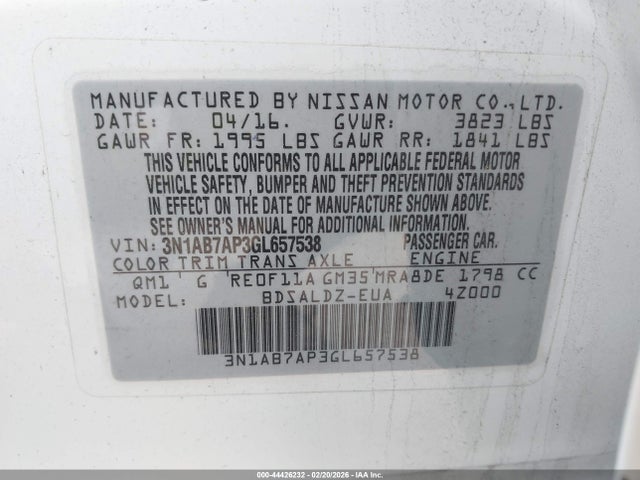 MANUFACTURED BY NISSAN MOTOR CO.,LTD.
DATE: 04/16. GVWR: 3823 LBS
GAWR FR: 1995 LBS GAWR RR: 1841 LBS
THIS VEHICLE CONFORMS TO ALL APPLICABLE FEDERAL MOTOR
VEHICLE SAFETY, BUMPER AND THEFT PREVENTION STANDARDS
IN EFFECT ON THE DATE OF MANUFACTURE SHOWN ABOVE.
SEE OWNER'S MANUAL FOR ADDITIONAL INFORMATION.
VIN: 3N1AB7AP3GL657538 PASSENGER CAR.
COLOR TRIM TRANS AXLE ENGINE
QM1 G RE0F11A GM35 MRA8DE 1798 CC
MODEL: BDSALDZ-EUA 4Z000
3N1AB7AP3GL657538
000-44426232 - 02/20/2026 - IAAI.COM